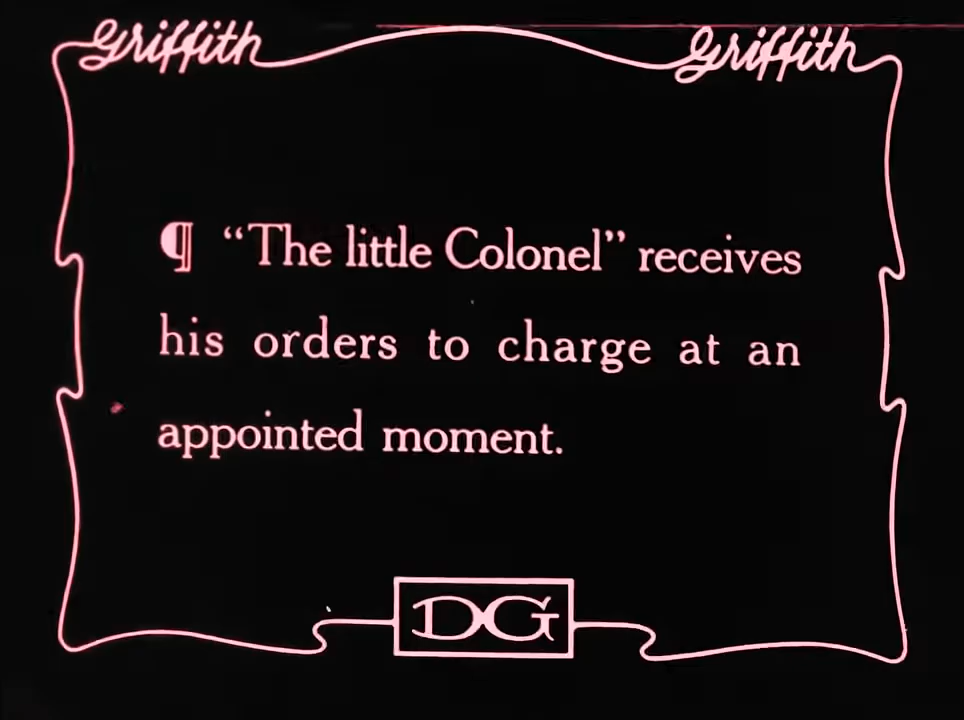 Griffith Griffith
¶ “The little Colonel” receives
his orders to charge at an
appointed moment.
DG